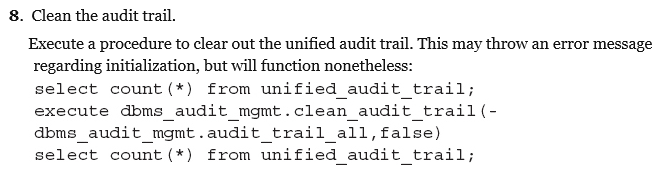 8. Clean the audit trail.
Execute a procedure to clear out the unified audit trail. This may throw an error message
regarding initialization, but will function nonetheless:
select count(*) from unified_audit_trail;
execute dbms_audit_mgmt.clean_audit_trail(-
dbms_audit_mgmt.audit_trail_all,false)
select count(*) from unified_audit_trail;